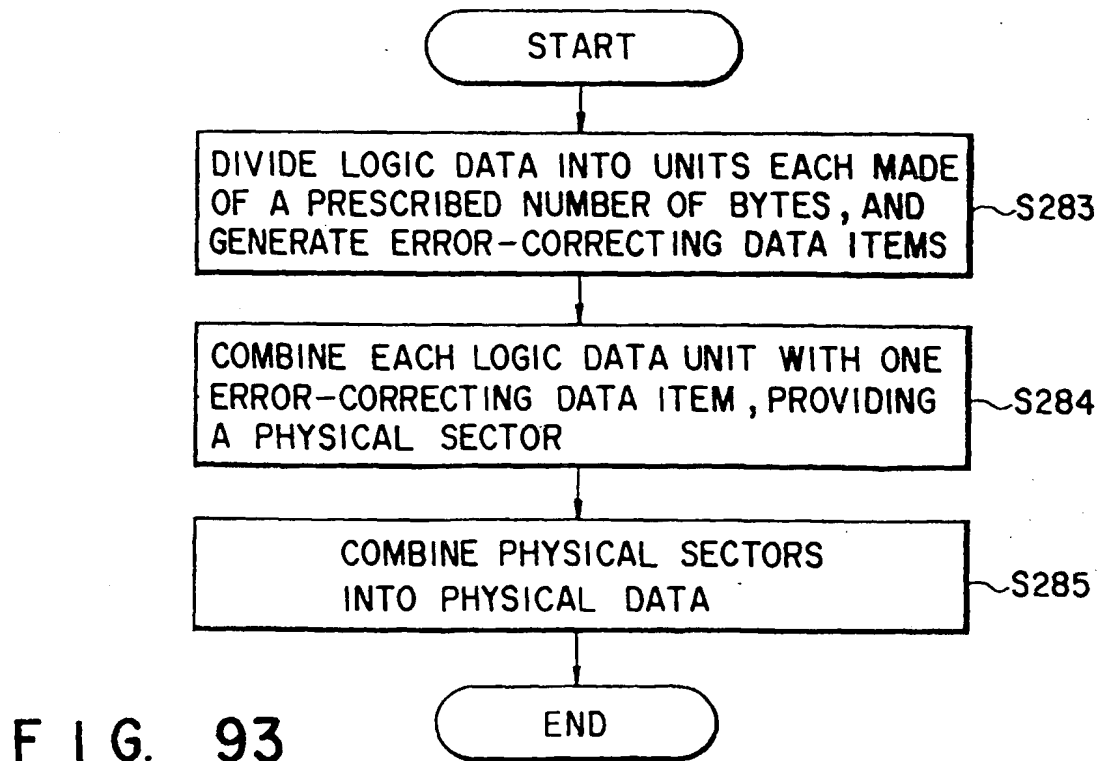 START
DIVIDE LOGIC DATA INTO UNITS EACH MADE
OF A PRESCRIBED NUMBER OF BYTES, AND
GENERATE ERROR-CORRECTING DATA ITEMS
S283
COMBINE EACH LOGIC DATA UNIT WITH ONE
ERROR-CORRECTING DATA ITEM, PROVIDING
A PHYSICAL SECTOR
S284
COMBINE PHYSICAL SECTORS
INTO PHYSICAL DATA
S285
END
FIG. 93